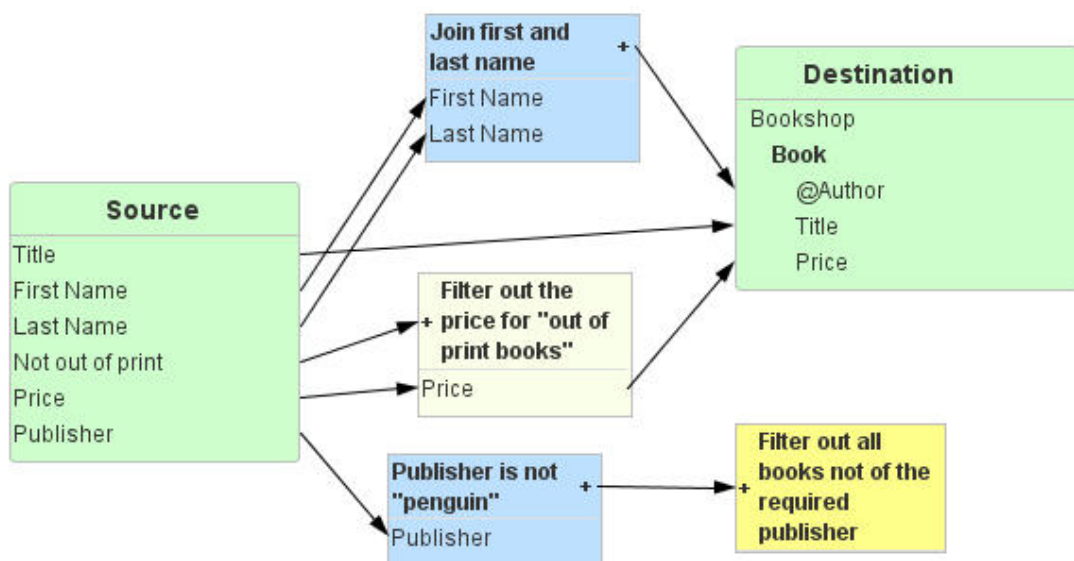 Source
Title
First Name
Last Name
Not out of print
Price
Publisher
Join first and
last name
+
First Name
Last Name
Filter out the
+ price for "out of
print books"
Price
Publisher is not
"penguin"
+
Publisher
Destination
Bookshop
Book
@Author
Title
Price
Filter out all
books not of the
+ required
publisher